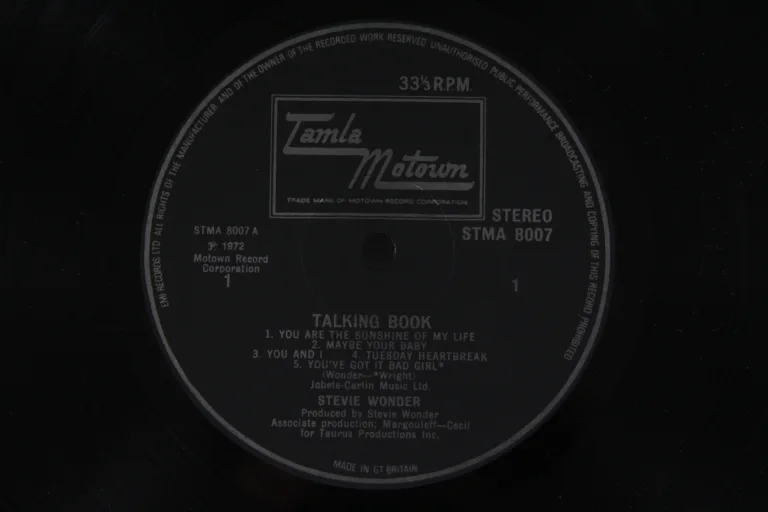 EMI RECORDS LTD ALL RIGHTS OF THE MANUFACTURER AND OF THE OWNER OF THE RECORDED WORK RESERVED UNAUTHORISED PUBLIC PERFORMANCE BROADCASTING AND COPYING OF THIS RECORD PROHIBITED
33⅓ R.P.M.
Tamla
Motown
TRADE MARK OF MOTOWN RECORD CORPORATION
STEREO
STMA 8007
STMA 8007 A
℗ 1972
Motown Record
Corporation
1
1
TALKING BOOK
1. YOU ARE THE SUNSHINE OF MY LIFE
2. MAYBE YOUR BABY
3. YOU AND I 4. TUESDAY HEARTBREAK
5. YOU'VE GOT IT BAD GIRL*
(Wonder—*Wright)
Jobete-Carlin Music Ltd.
STEVIE WONDER
Produced by Stevie Wonder
Associate production; Margouleff—Cecil
for Taurus Productions Inc.
MADE IN GT BRITAIN